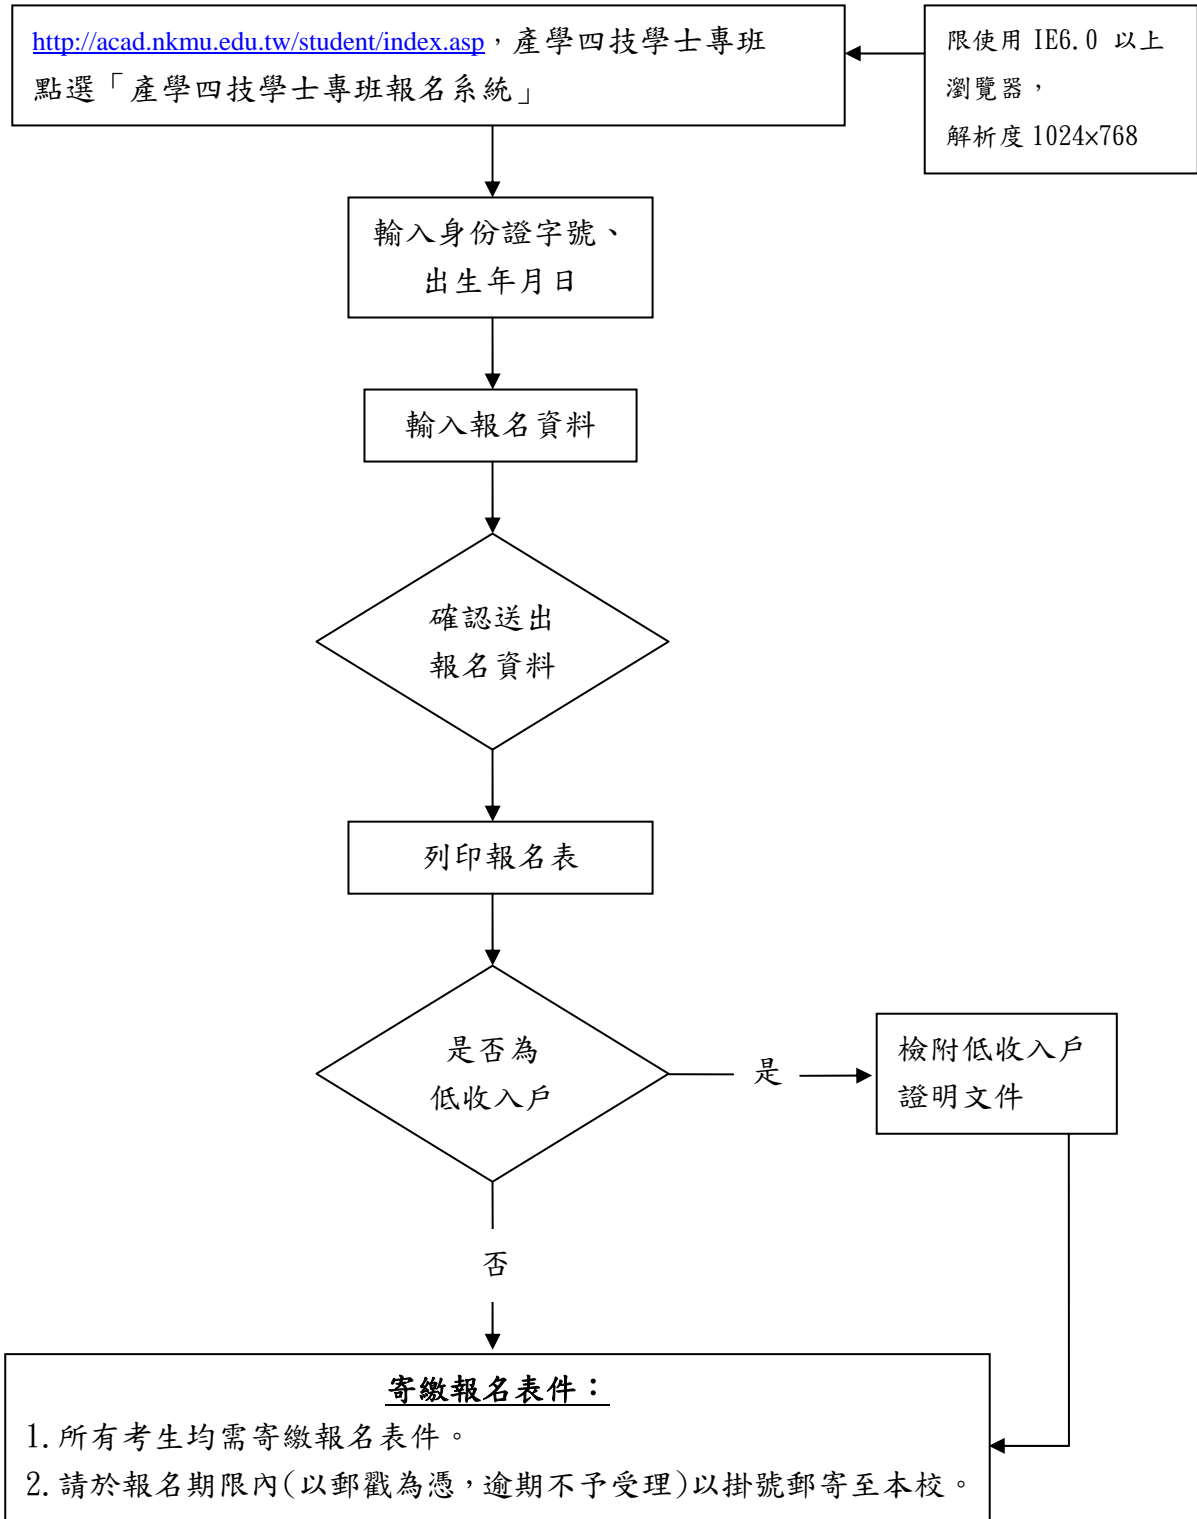 http://acad.nkmu.edu.tw/student/index.asp，產學四技學士專班
點選「產學四技學士專班報名系統」
限使用 IE6.0 以上
瀏覽器，
解析度 1024×768
輸入身份證字號、
出生年月日
輸入報名資料
確認送出
報名資料
列印報名表
是否為
低收入戶
是
檢附低收入戶
證明文件
否
寄繳報名表件：
1.所有考生均需寄繳報名表件。
2.請於報名期限內(以郵戳為憑，逾期不予受理)以掛號郵寄至本校。